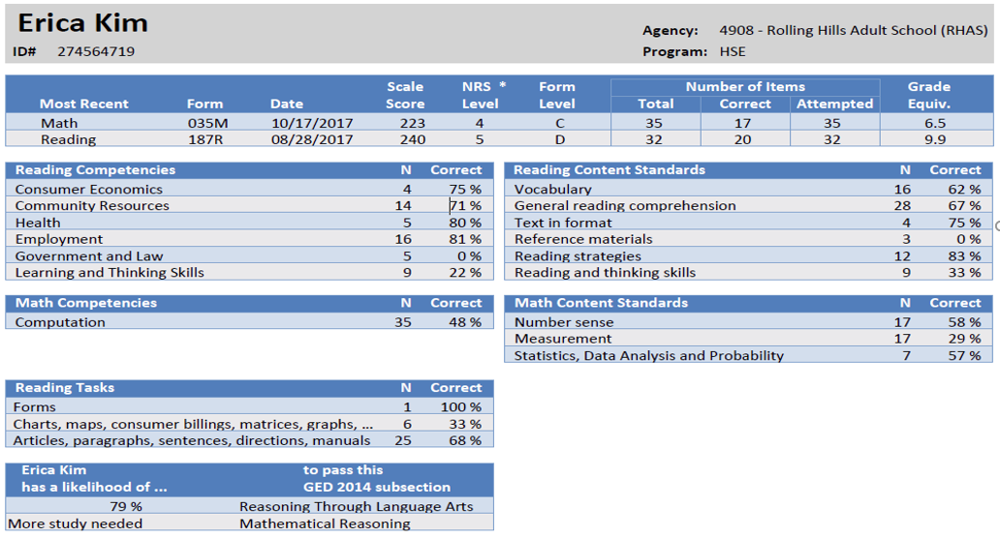 Erica Kim
ID# 274564719
Agency: 4908 - Rolling Hills Adult School (RHAS)
Program: HSE
Scale NRS * Form Number of Items Grade
Most Recent Form Date Score Level Level Total Correct Attempted Equiv.
Math 035M 10/17/2017 223 4 C 35 17 35 6.5
Reading 187R 08/28/2017 240 5 D 32 20 32 9.9
Reading Competencies N Correct
Consumer Economics 4 75 %
Community Resources 14 71 %
Health 5 80 %
Employment 16 81 %
Government and Law 5 0 %
Learning and Thinking Skills 9 22 %
Reading Content Standards N Correct
Vocabulary 16 62 %
General reading comprehension 28 67 %
Text in format 4 75 %
Reference materials 3 0 %
Reading strategies 12 83 %
Reading and thinking skills 9 33 %
Math Competencies N Correct
Computation 35 48 %
Math Content Standards N Correct
Number sense 17 58 %
Measurement 17 29 %
Statistics, Data Analysis and Probability 7 57 %
Reading Tasks N Correct
Forms 1 100 %
Charts, maps, consumer billings, matrices, graphs, ... 6 33 %
Articles, paragraphs, sentences, directions, manuals 25 68 %
Erica Kim to pass this
has a likelihood of ... GED 2014 subsection
79 % Reasoning Through Language Arts
More study needed Mathematical Reasoning